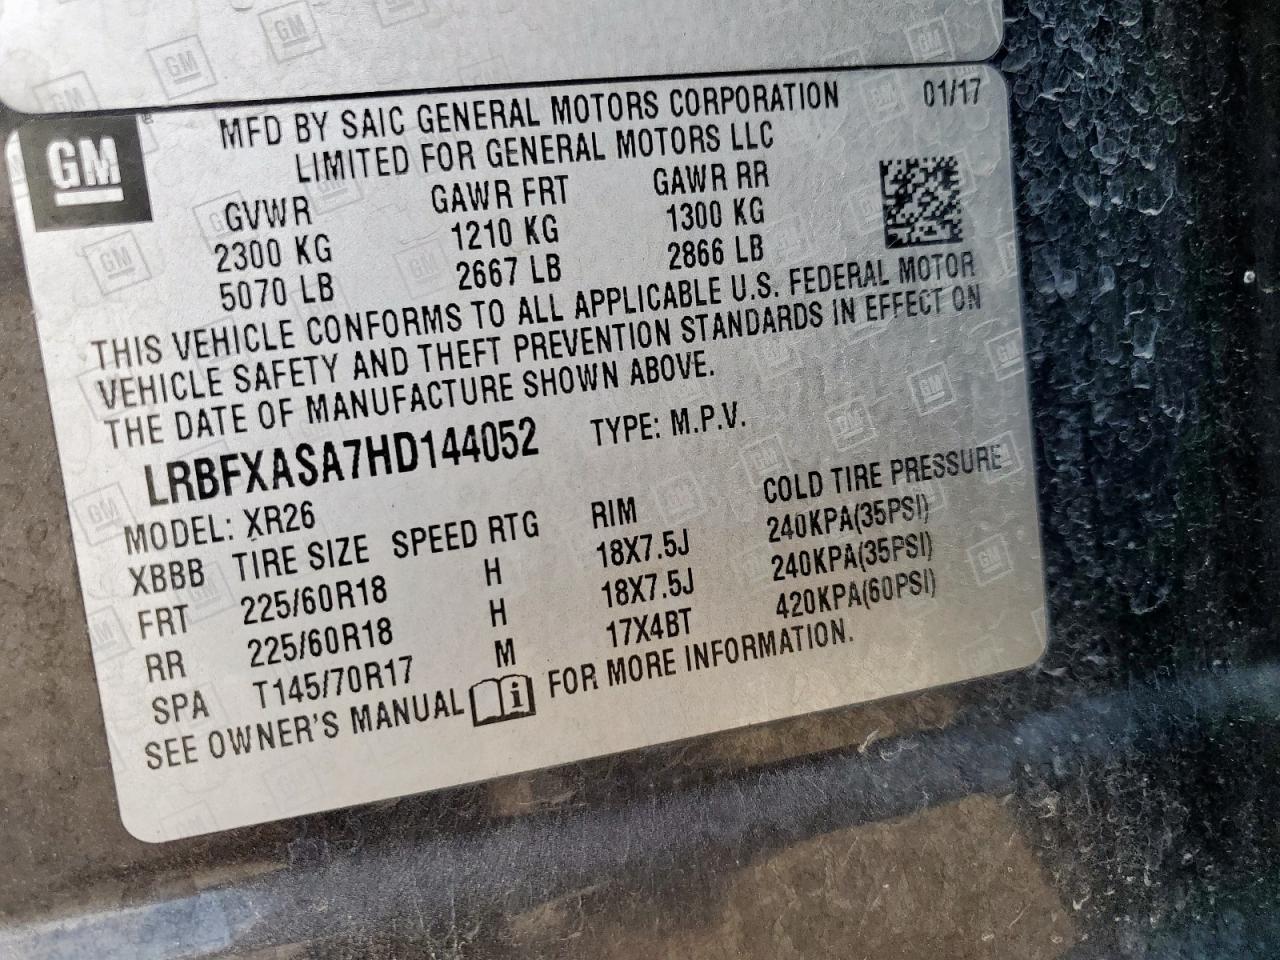 GM
MFD BY SAIC GENERAL MOTORS CORPORATION 01/17
LIMITED FOR GENERAL MOTORS LLC
GVWR GAWR FRT GAWR RR
2300 KG 1210 KG 1300 KG
5070 LB 2667 LB 2866 LB
THIS VEHICLE CONFORMS TO ALL APPLICABLE U.S. FEDERAL MOTOR
VEHICLE SAFETY AND THEFT PREVENTION STANDARDS IN EFFECT ON
THE DATE OF MANUFACTURE SHOWN ABOVE.
LRBFXASA7HD144052 TYPE: M.P.V.
MODEL: XR26
XBBB TIRE SIZE SPEED RTG RIM COLD TIRE PRESSURE
FRT 225/60R18 H 18X7.5J 240KPA(35PSI)
RR 225/60R18 H 18X7.5J 240KPA(35PSI)
SPA T145/70R17 M 17X4BT 420KPA(60PSI)
SEE OWNER'S MANUAL i FOR MORE INFORMATION.